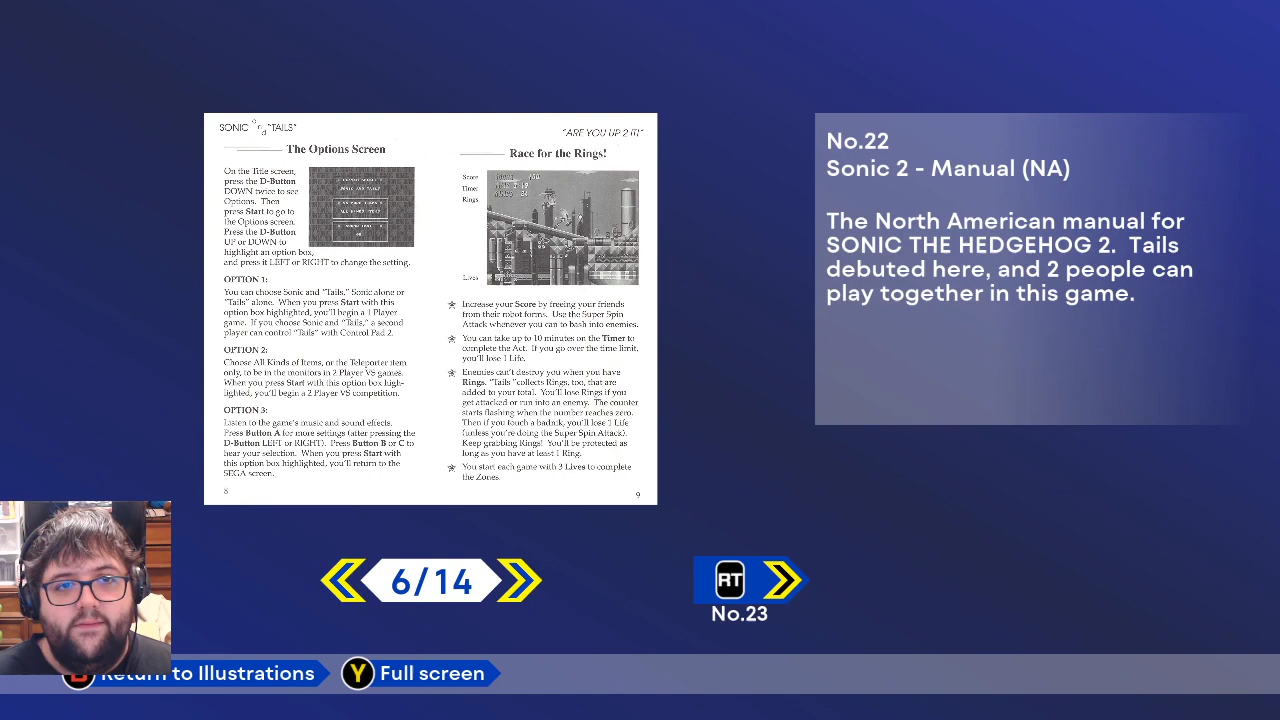 SONIC and "TAILS"
The Options Screen
On the Title screen,
press the D-Button
DOWN twice to see
Options. Then
press Start to go to
the Options screen.
Press the D-Button
UP or DOWN to
highlight an option box,
and press it LEFT or RIGHT to change the setting.
OPTION 1:
You can choose Sonic and "Tails," Sonic alone or
"Tails" alone. When you press Start with this
option box highlighted, you'll begin a 1 Player
game. If you choose Sonic and "Tails," a second
player can control "Tails" with Control Pad 2.
OPTION 2:
Choose All Kinds of Items, or the Teleporter item
only, to be in the monitors in 2 Player VS games.
When you press Start with this option box high-
lighted, you'll begin a 2 Player VS competition.
OPTION 3:
Listen to the game's music and sound effects.
Press Button A for more settings (after pressing the
D-Button LEFT or RIGHT). Press Button B or C to
hear your selection. When you press Start with
this option box highlighted, you'll return to the
SEGA screen.
8
"ARE YOU UP 2 IT!"
Race for the Rings!
Score
Timer
Rings
Lives
Increase your Score by freeing your friends
from their robot forms. Use the Super Spin
Attack whenever you can to bash into enemies.
You can take up to 10 minutes on the Timer to
complete the Act. If you go over the time limit,
you'll lose 1 Life.
Enemies can't destroy you when you have
Rings. "Tails" collects Rings, too, that are
added to your total. You'll lose Rings if you
get attacked or run into an enemy. The counter
starts flashing when the number reaches zero.
Then if you touch a badnik, you'll lose 1 Life
(unless you're doing the Super Spin Attack).
Keep grabbing Rings! You'll be protected as
long as you have at least 1 Ring.
You start each game with 3 Lives to complete
the Zones.
9
No.22
Sonic 2 - Manual (NA)
The North American manual for
SONIC THE HEDGEHOG 2. Tails
debuted here, and 2 people can
play together in this game.
6/14
RT
No.23
B Return to Illustrations
Y Full screen